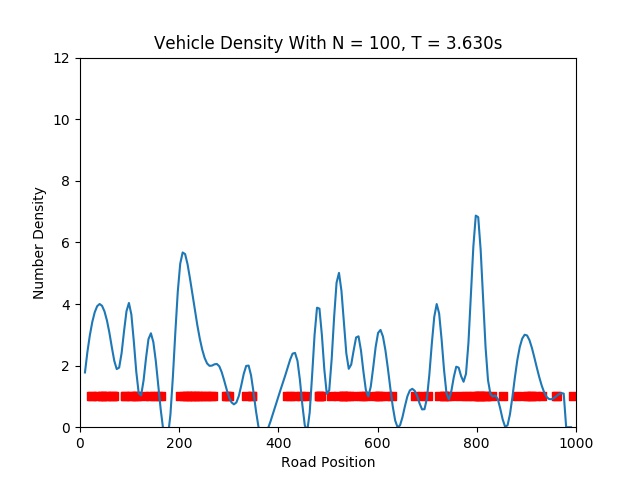 Vehicle Density With N = 100, T = 3.630s
12
10
8
6
4
2
0
Number Density
0 200 400 600 800 1000
Road Position